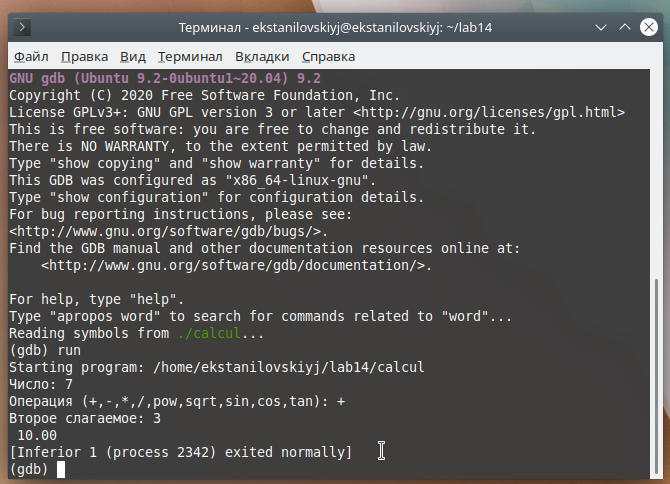 Терминал - ekstanilovskiyj@ekstanilovskiyj: ~/lab14
Файл Правка Вид Терминал Вкладки Справка
GNU gdb (Ubuntu 9.2-0ubuntu1~20.04) 9.2
Copyright (C) 2020 Free Software Foundation, Inc.
License GPLv3+: GNU GPL version 3 or later <http://gnu.org/licenses/gpl.html>
This is free software: you are free to change and redistribute it.
There is NO WARRANTY, to the extent permitted by law.
Type "show copying" and "show warranty" for details.
This GDB was configured as "x86_64-linux-gnu".
Type "show configuration" for configuration details.
For bug reporting instructions, please see:
<http://www.gnu.org/software/gdb/bugs/>.
Find the GDB manual and other documentation resources online at:
    <http://www.gnu.org/software/gdb/documentation/>.

For help, type "help".
Type "apropos word" to search for commands related to "word"...
Reading symbols from ./calcul...
(gdb) run
Starting program: /home/ekstanilovskiyj/lab14/calcul
Число: 7
Операция (+,-,*,/,pow,sqrt,sin,cos,tan): +
Второе слагаемое: 3
 10.00
[Inferior 1 (process 2342) exited normally]
(gdb)